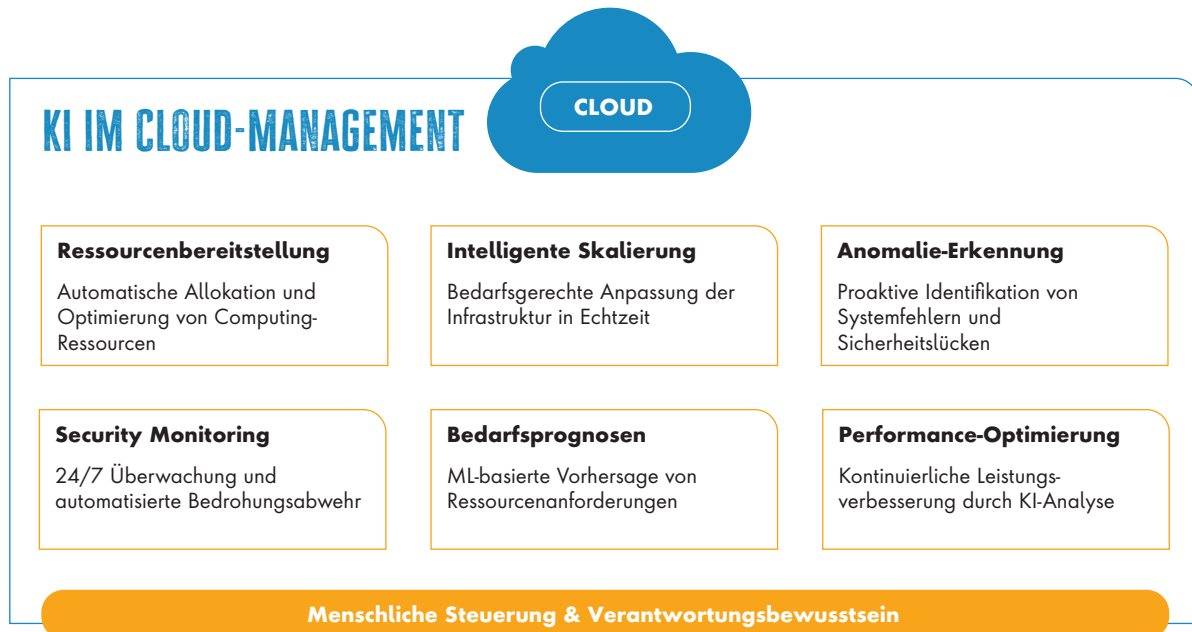 CLOUD
KI IM CLOUD-MANAGEMENT
Ressourcenbereitstellung
Automatische Allokation und
Optimierung von Computing-
Ressourcen
Intelligente Skalierung
Bedarfsgerechte Anpassung der
Infrastruktur in Echtzeit
Anomalie-Erkennung
Proaktive Identifikation von
Systemfehlern und
Sicherheitslücken
Security Monitoring
24/7 Überwachung und
automatisierte Bedrohungsabwehr
Bedarfsprognosen
ML-basierte Vorhersage von
Ressourcenanforderungen
Performance-Optimierung
Kontinuierliche Leistungs-
verbesserung durch KI-Analyse
Menschliche Steuerung & Verantwortungsbewusstsein